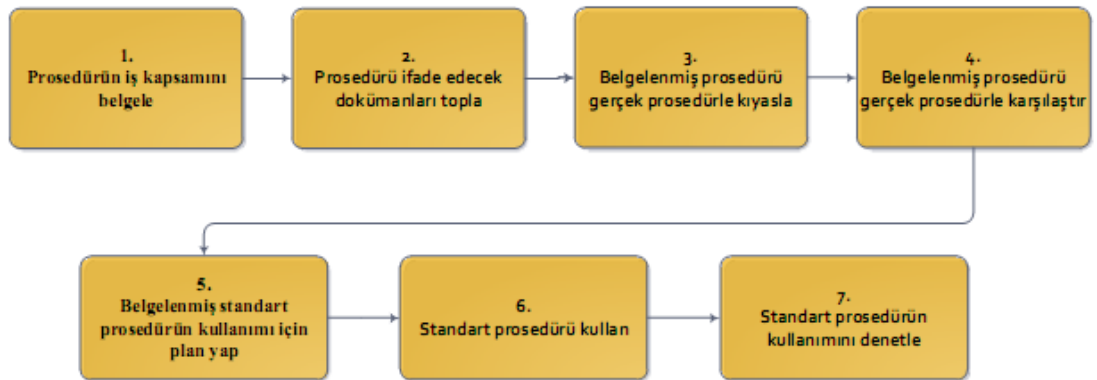 1.
Prosedürün iş kapsamını
belgele
2.
Prosedürü ifade edecek
dokümanları topla
3.
Belgelenmiş prosedürü
gerçek prosedürle kıyasla
4.
Belgelenmiş prosedürü
gerçek prosedürle karşılaştır
5.
Belgelenmiş standart
prosedürün kullanımı için
plan yap
6.
Standart prosedürü kullan
7.
Standart prosedürün
kullanımını denetle